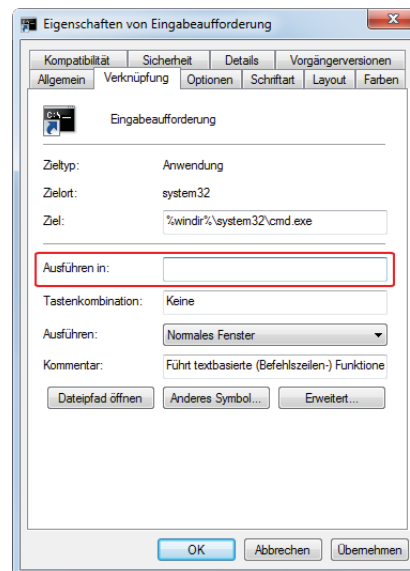 Eigenschaften von Eingabeaufforderung
Kompatibilität Sicherheit Details Vorgängerversionen
Allgemein Verknüpfung Optionen Schriftart Layout Farben
C:\
Eingabeaufforderung
Zieltyp: Anwendung
Zielort: system32
Ziel: %windir%\system32\cmd.exe
Ausführen in:
Tastenkombination: Keine
Ausführen: Normales Fenster
Kommentar: Führt textbasierte (Befehlszeilen-) Funktione
Dateipfad öffnen Anderes Symbol... Erweitert...
OK Abbrechen Übernehmen